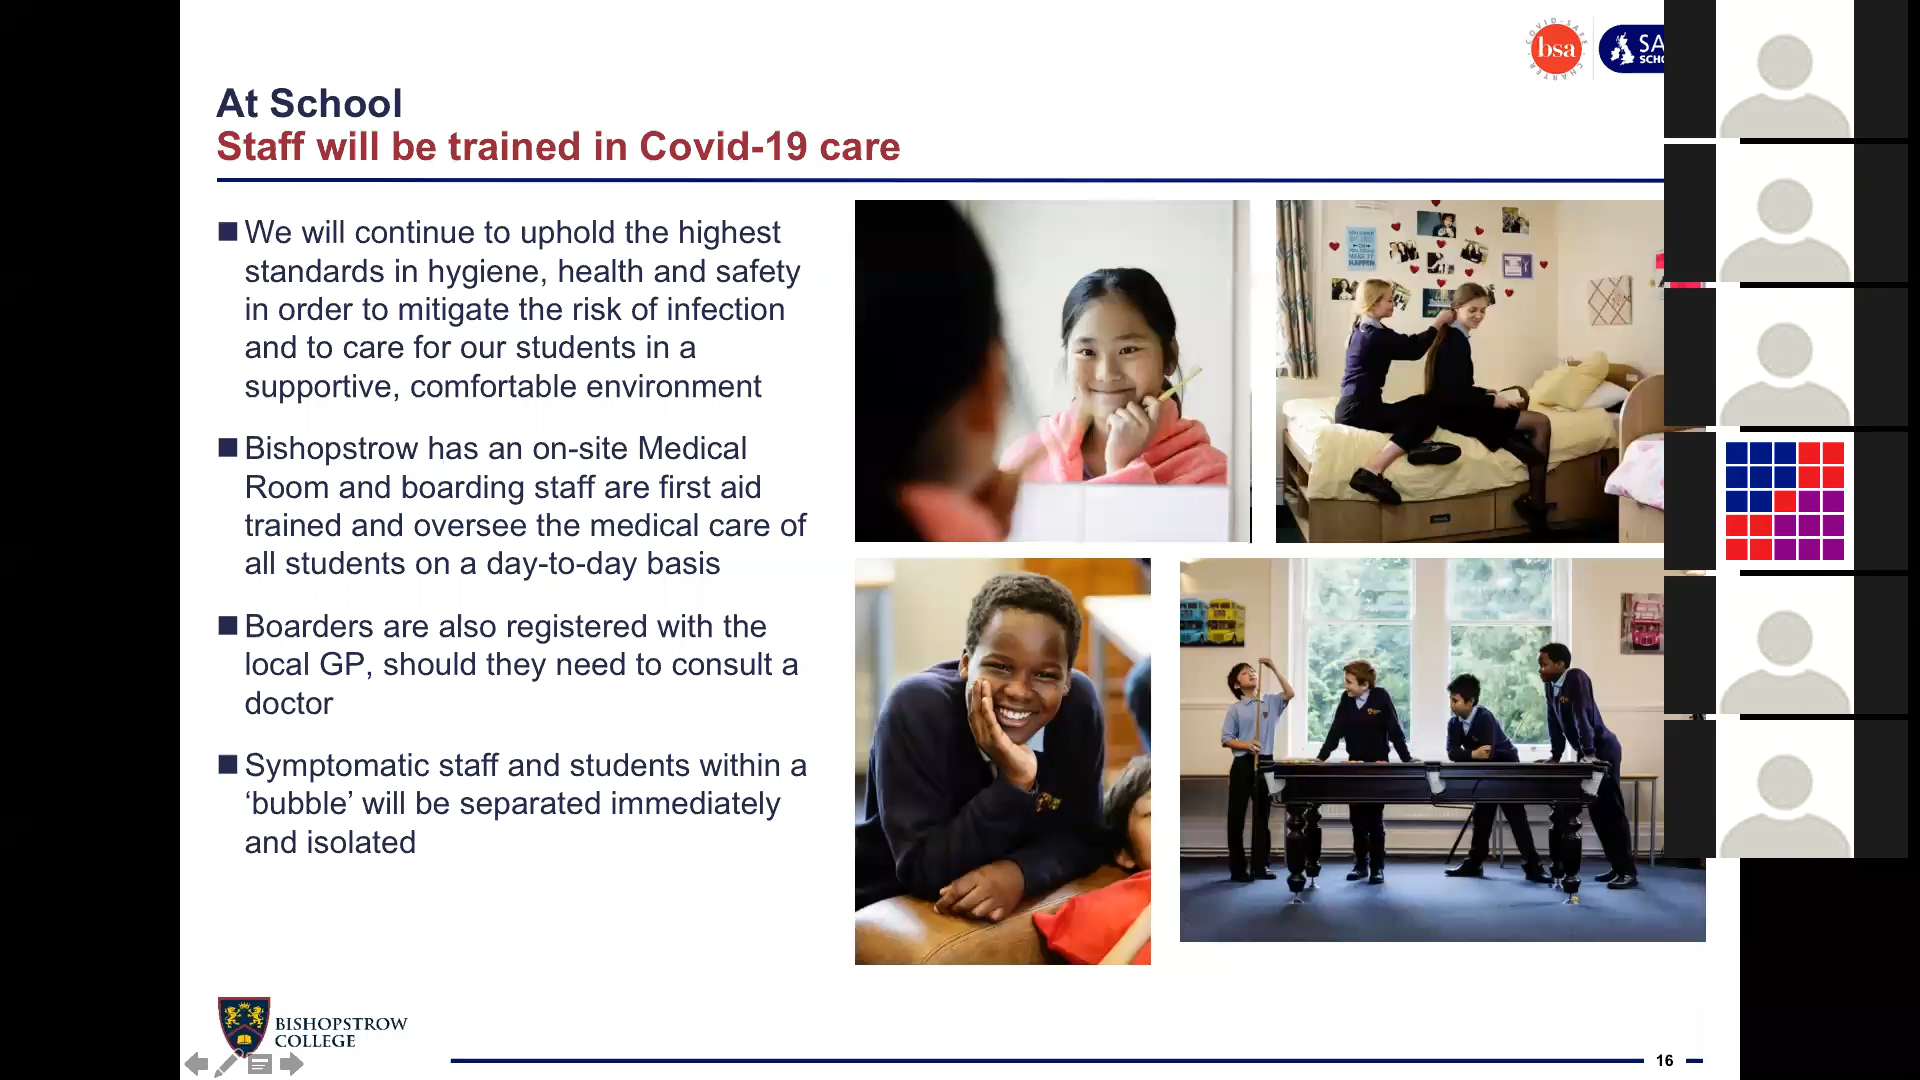 COVID-SAFE CHARTER
bsa
SA
SCHO
At School
Staff will be trained in Covid-19 care
We will continue to uphold the highest
standards in hygiene, health and safety
in order to mitigate the risk of infection
and to care for our students in a
supportive, comfortable environment
Bishopstrow has an on-site Medical
Room and boarding staff are first aid
trained and oversee the medical care of
all students on a day-to-day basis
Boarders are also registered with the
local GP, should they need to consult a
doctor
Symptomatic staff and students within a
‘bubble’ will be separated immediately
and isolated
BISHOPSTROW
COLLEGE
16